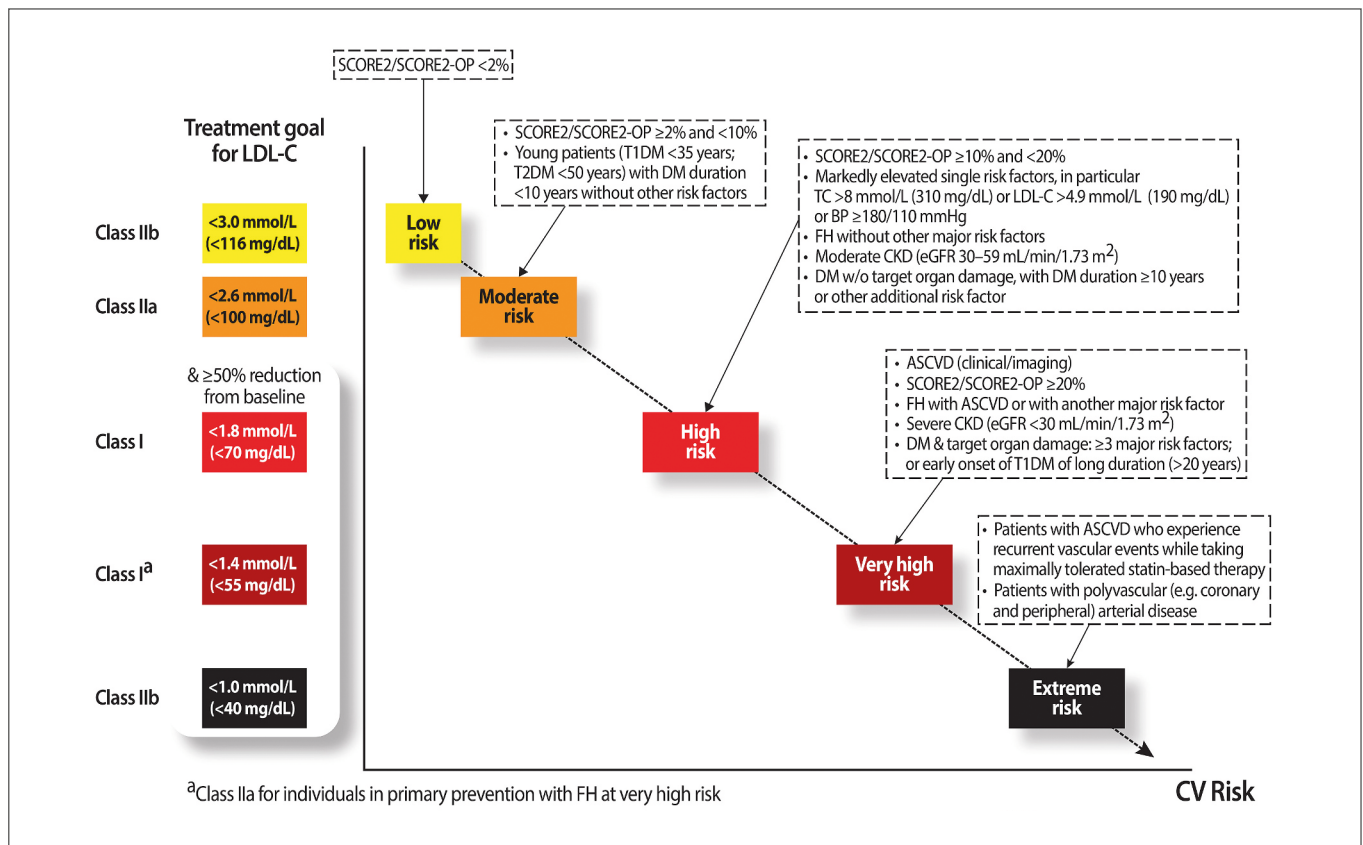 SCORE2/SCORE2-OP <2%
Treatment goal
for LDL-C
• SCORE2/SCORE2-OP ≥2% and <10%
• Young patients (T1DM <35 years;
T2DM <50 years) with DM duration
<10 years without other risk factors
• SCORE2/SCORE2-OP ≥10% and <20%
• Markedly elevated single risk factors, in particular
TC >8 mmol/L (310 mg/dL) or LDL-C >4.9 mmol/L (190 mg/dL)
or BP ≥180/110 mmHg
• FH without other major risk factors
• Moderate CKD (eGFR 30–59 mL/min/1.73 m²)
• DM w/o target organ damage, with DM duration ≥10 years
or other additional risk factor
Class IIb
<3.0 mmol/L
(<116 mg/dL)
Low
risk
Class IIa
<2.6 mmol/L
(<100 mg/dL)
Moderate
risk
& ≥50% reduction
from baseline
• ASCVD (clinical/imaging)
• SCORE2/SCORE2-OP ≥20%
• FH with ASCVD or with another major risk factor
• Severe CKD (eGFR <30 mL/min/1.73 m²)
• DM & target organ damage: ≥3 major risk factors;
or early onset of T1DM of long duration (>20 years)
Class I
<1.8 mmol/L
(<70 mg/dL)
High
risk
• Patients with ASCVD who experience
recurrent vascular events while taking
maximally tolerated statin-based therapy
• Patients with polyvascular (e.g. coronary
and peripheral) arterial disease
Class Iᵃ
<1.4 mmol/L
(<55 mg/dL)
Very high
risk
Class IIb
<1.0 mmol/L
(<40 mg/dL)
Extreme
risk
CV Risk
ᵃClass IIa for individuals in primary prevention with FH at very high risk